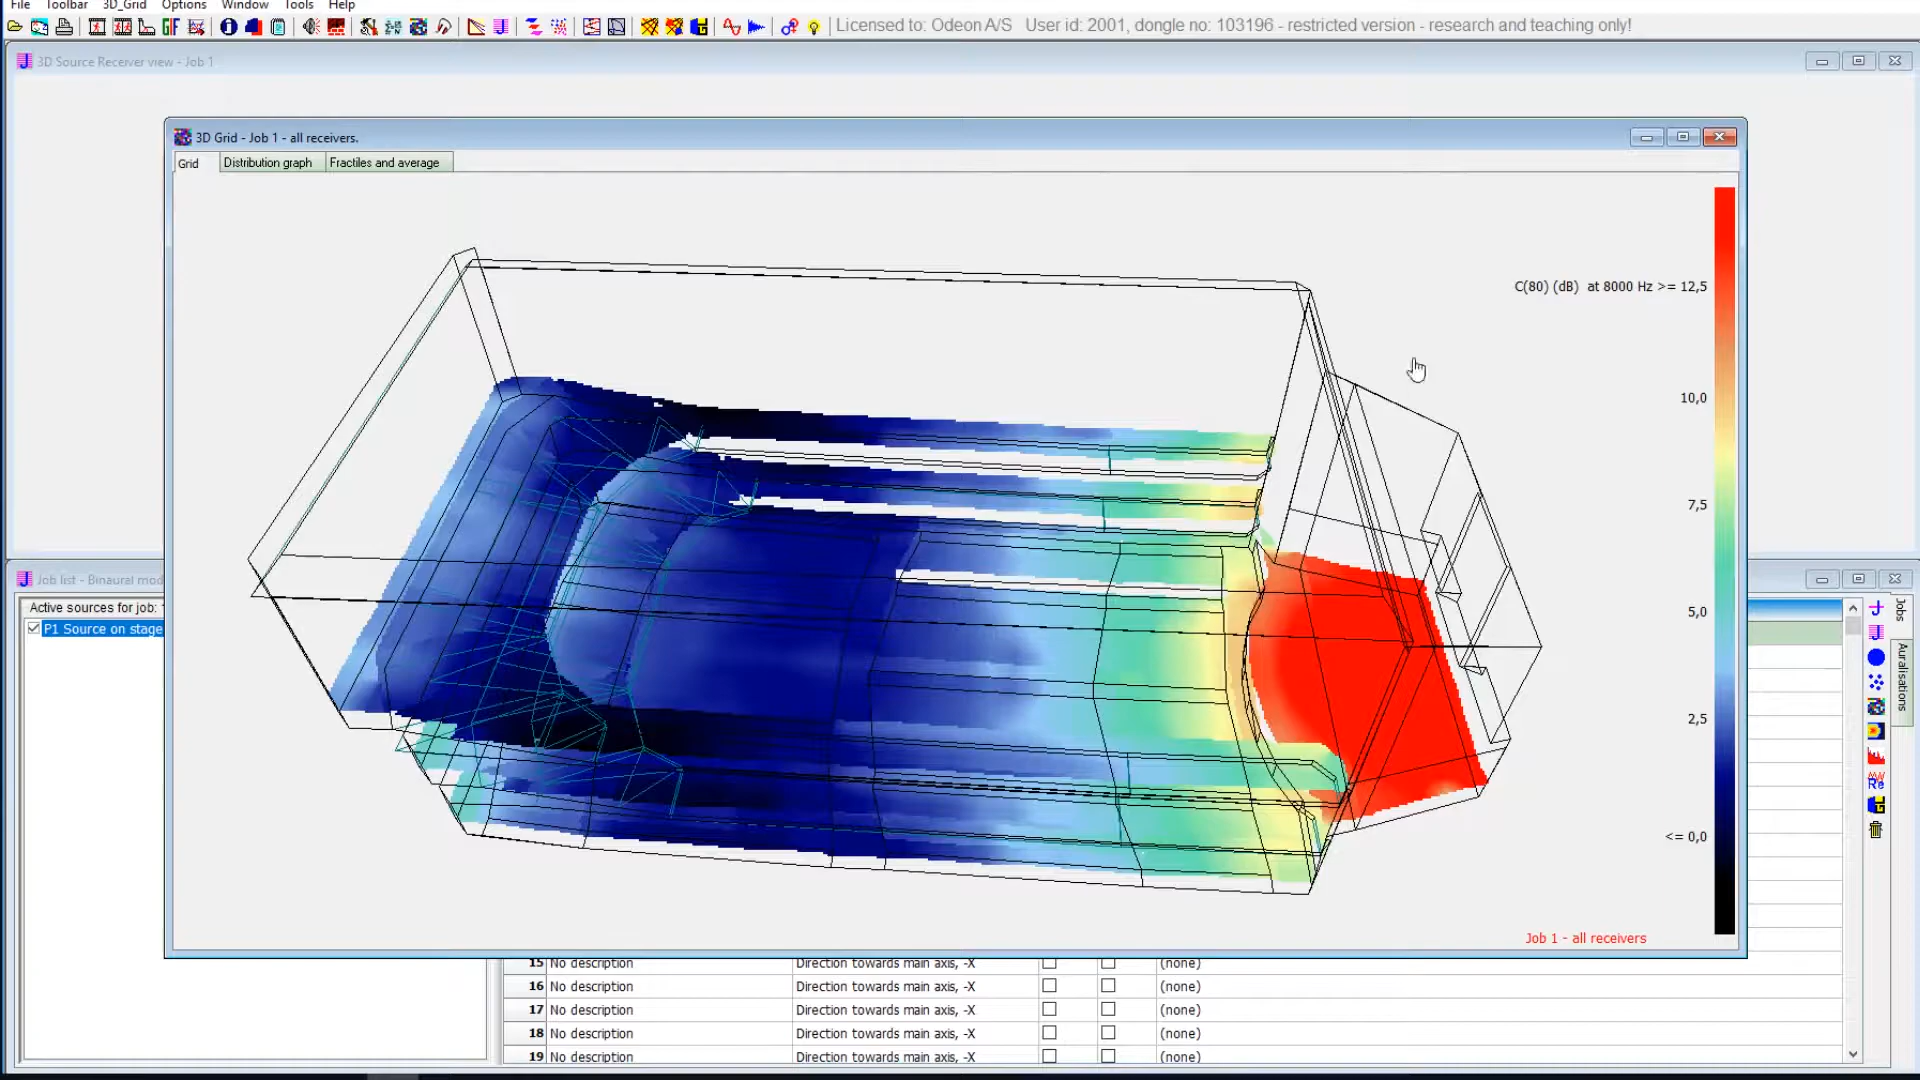 File Toolbar 3D_Grid Options Window Tools Help
Licensed to: Odeon A/S User id: 2001, dongle no: 103196 - restricted version - research and teaching only!
3D Source Receiver view - Job 1
3D Grid - Job 1 - all receivers.
Grid Distribution graph Fractiles and average
C(80) (dB) at 8000 Hz >= 12,5
10,0
7,5
5,0
2,5
<= 0,0
Job 1 - all receivers
Job list - Binaural mod
Active sources for job:
P1 Source on stage
Jobs
Auralisations
15 No description Direction towards main axis, -X (none)
16 No description Direction towards main axis, -X (none)
17 No description Direction towards main axis, -X (none)
18 No description Direction towards main axis, -X (none)
19 No description Direction towards main axis, -X (none)